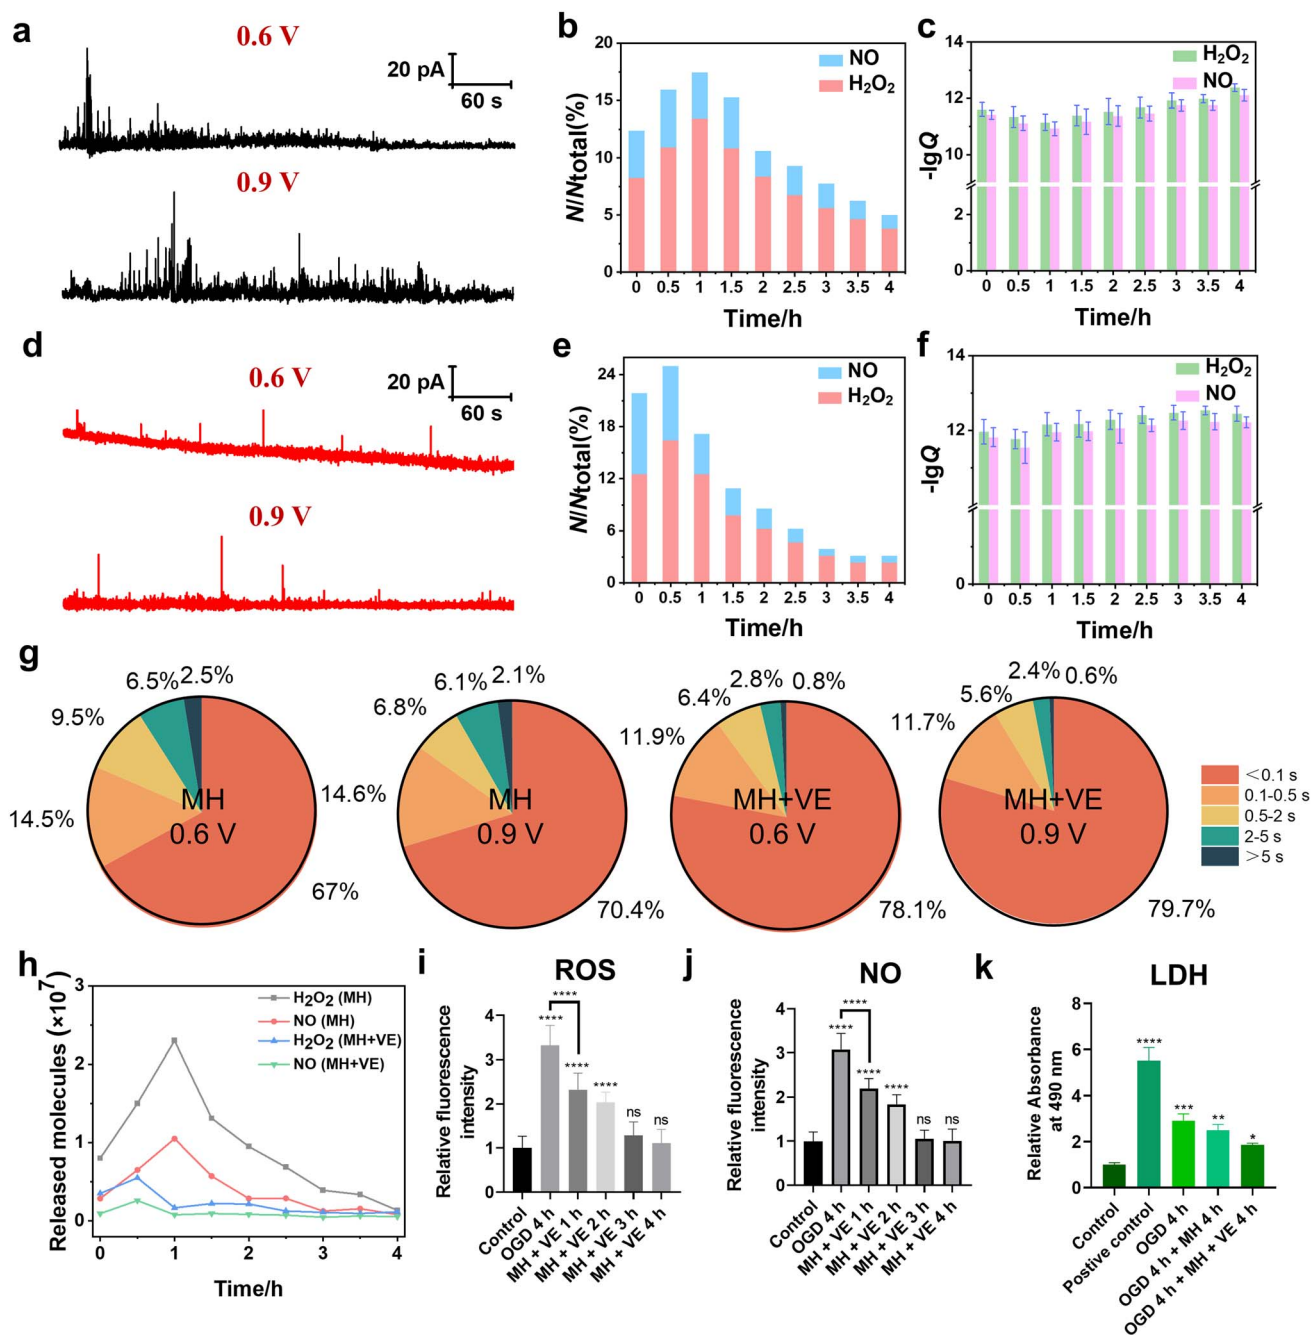 a
0.6 V
20 pA
60 s
0.9 V
b
NO
H₂O₂
N/Ntotal(%)
20
15
10
5
0
0 0.5 1 1.5 2 2.5 3 3.5 4
Time/h
c
H₂O₂
NO
-lgQ
14
12
10
2
0
0 0.5 1 1.5 2 2.5 3 3.5 4
Time/h
d
0.6 V
20 pA
60 s
0.9 V
e
NO
H₂O₂
N/Ntotal(%)
24
18
12
6
0
0 0.5 1 1.5 2 2.5 3 3.5 4
Time/h
f
H₂O₂
NO
-lgQ
14
12
0
0 0.5 1 1.5 2 2.5 3 3.5 4
Time/h
g
6.5% 2.5%
9.5%
14.5%
MH
0.6 V
67%
6.1% 2.1%
6.8%
14.6%
MH
0.9 V
70.4%
2.8% 0.8%
6.4%
11.9%
MH+VE
0.6 V
78.1%
2.4% 0.6%
5.6%
11.7%
MH+VE
0.9 V
79.7%
<0.1 s
0.1-0.5 s
0.5-2 s
2-5 s
>5 s
h
Released molecules (×10⁷)
3
2
1
0
H₂O₂ (MH)
NO (MH)
H₂O₂ (MH+VE)
NO (MH+VE)
0 1 2 3 4
Time/h
i
ROS
Relative fluorescence
intensity
4
3
2
1
0
****
****
****
****
ns
ns
Control
OGD 4 h
MH + VE 1 h
MH + VE 2 h
MH + VE 3 h
MH + VE 4 h
j
NO
Relative fluorescence
intensity
4
3
2
1
0
****
****
****
****
ns
ns
Control
OGD 4 h
MH + VE 1 h
MH + VE 2 h
MH + VE 3 h
MH + VE 4 h
k
LDH
Relative Absorbance
at 490 nm
8
6
4
2
0
****
***
**
*
Control
Postive control
OGD 4 h
OGD 4 h + MH 4 h
OGD 4 h + MH + VE 4 h